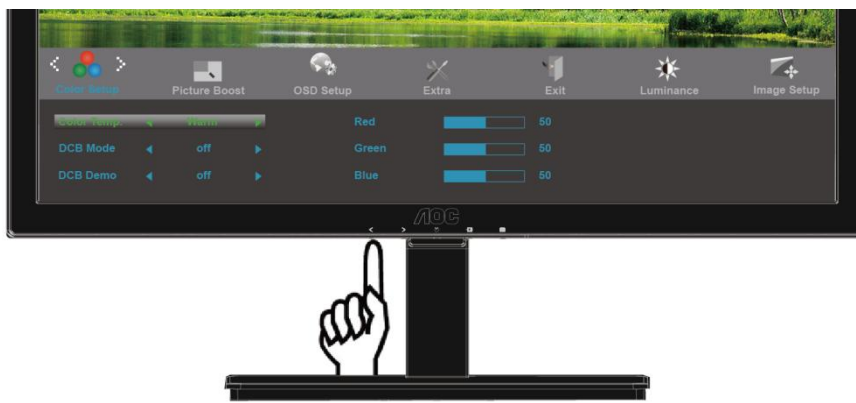 Color Setup Picture Boost OSD Setup Extra Exit Luminance Image Setup
Color Temp. Warm Red 50
DCB Mode off Green 50
DCB Demo off Blue 50
AOC